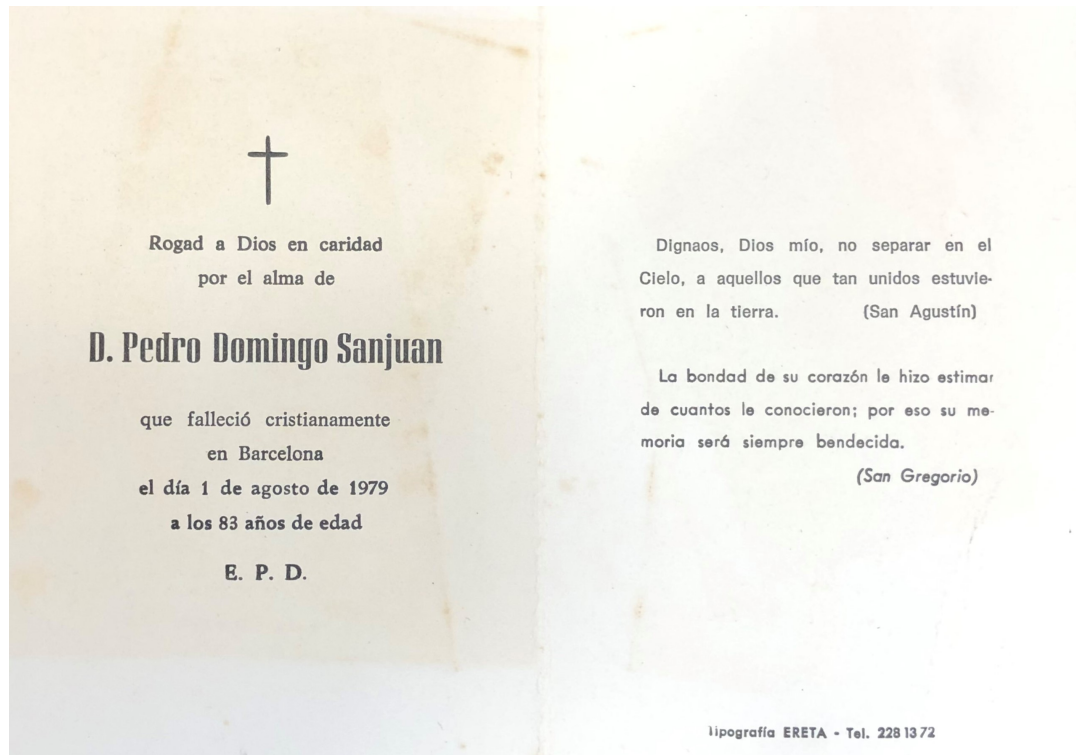 Rogad a Dios en caridad
por el alma de
D. Pedro Domingo Sanjuan
que falleció cristianamente
en Barcelona
el día 1 de agosto de 1979
a los 83 años de edad
E. P. D.
Dignaos, Dios mío, no separar en el
Cielo, a aquellos que tan unidos estuvie-
ron en la tierra. (San Agustín)
La bondad de su corazón le hizo estimar
de cuantos le conocieron; por eso su me-
moria será siempre bendecida.
(San Gregorio)
Tipografía ERETA - Tel. 228 13 72